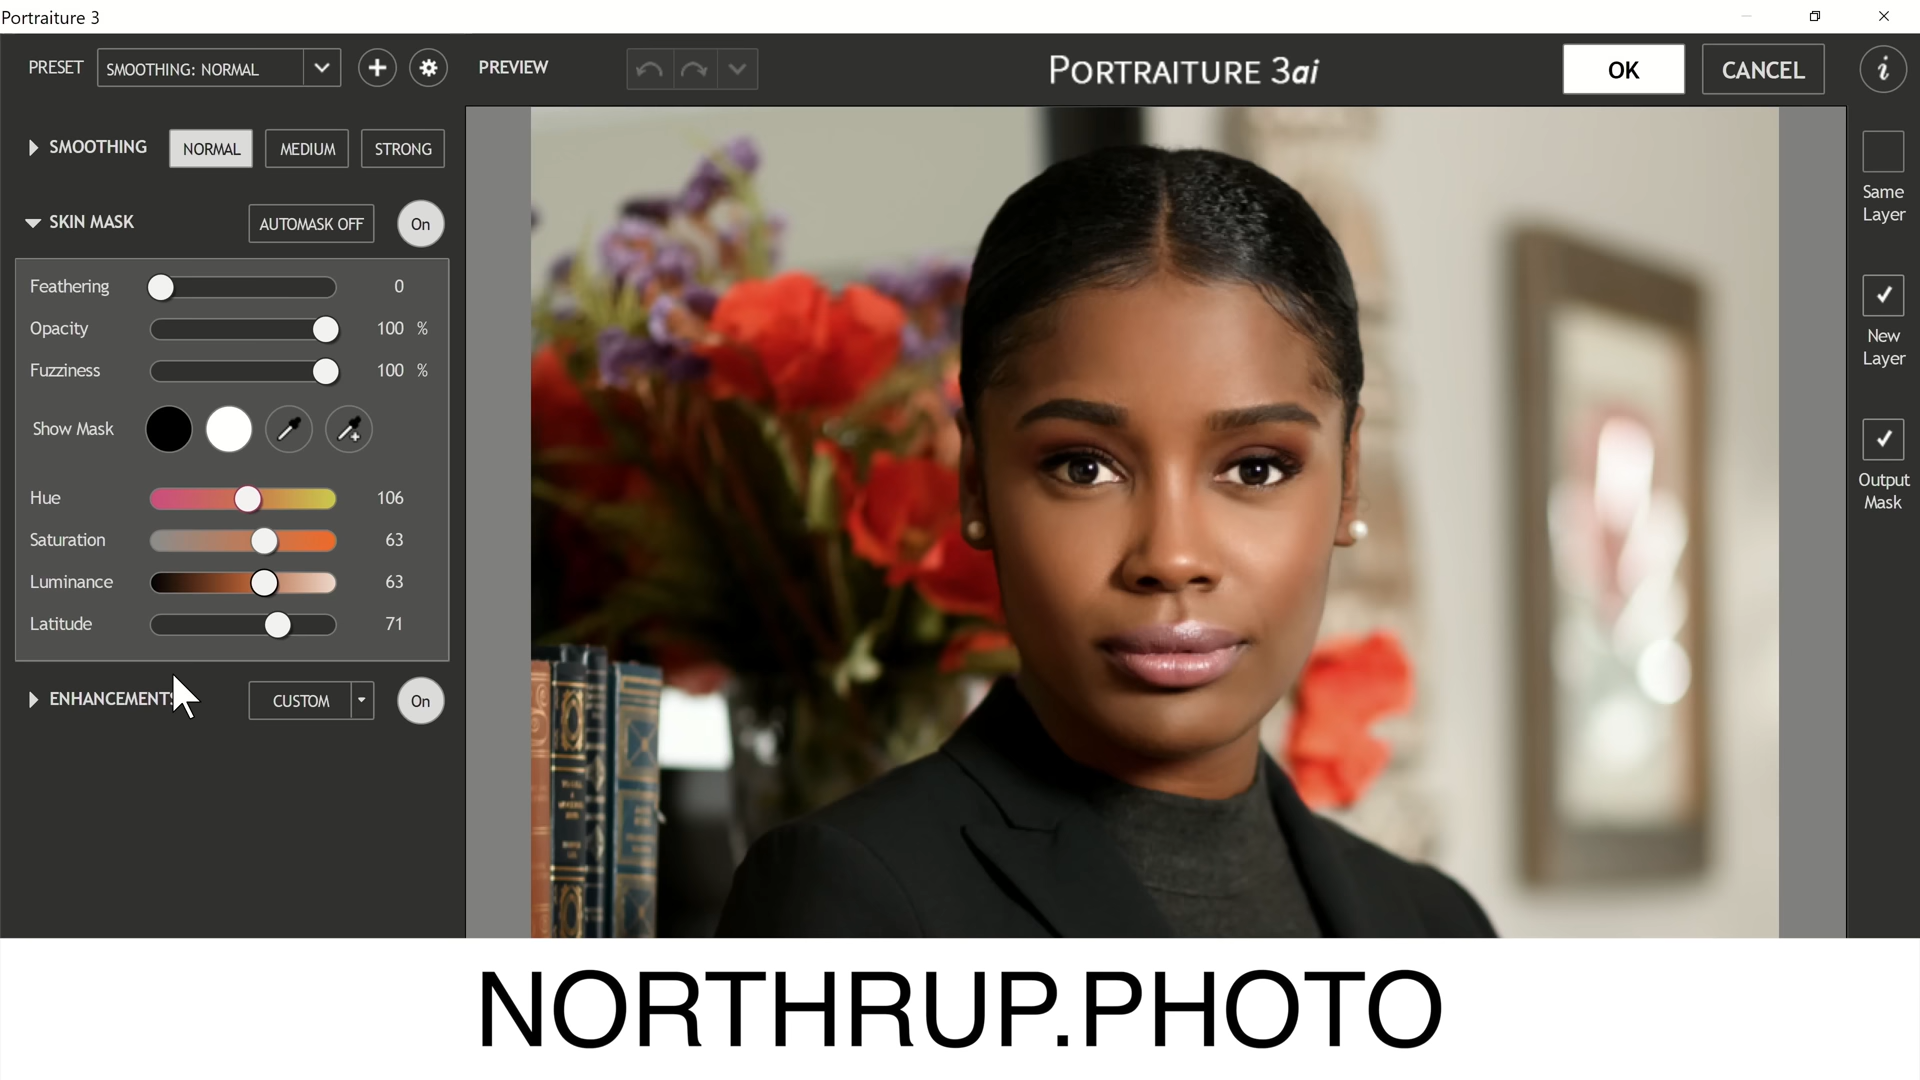 Portraiture 3
PRESET SMOOTHING: NORMAL PREVIEW PORTRAITURE 3ai OK CANCEL i
SMOOTHING NORMAL MEDIUM STRONG
Same
Layer
SKIN MASK AUTOMASK OFF On
Feathering 0
Opacity 100 %
New
Layer
Fuzziness 100 %
Show Mask
Output
Mask
Hue 106
Saturation 63
Luminance 63
Latitude 71
ENHANCEMENTS CUSTOM On
NORTHRUP.PHOTO